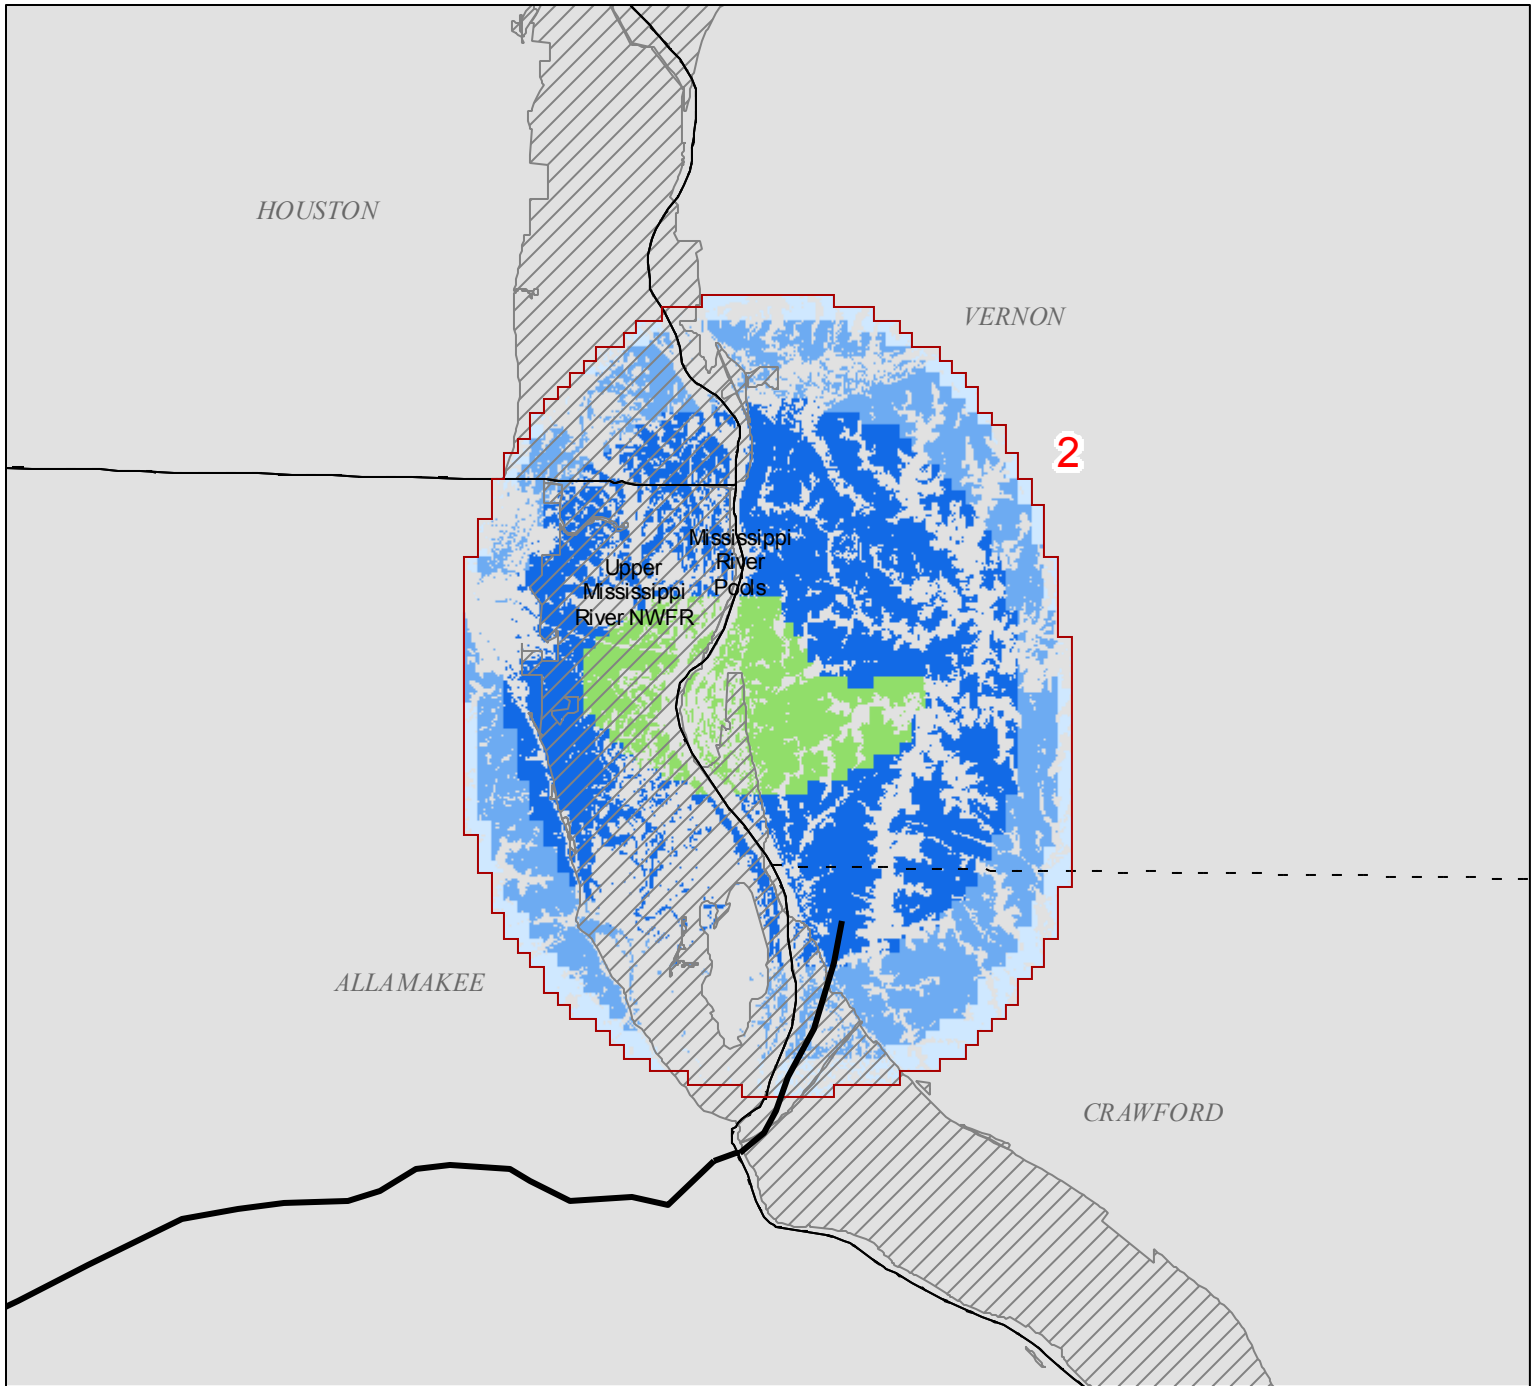 HOUSTON
VERNON
2
Mississippi
River
Pools
Upper
Mississippi
River NWFR
ALLAMAKEE
CRAWFORD